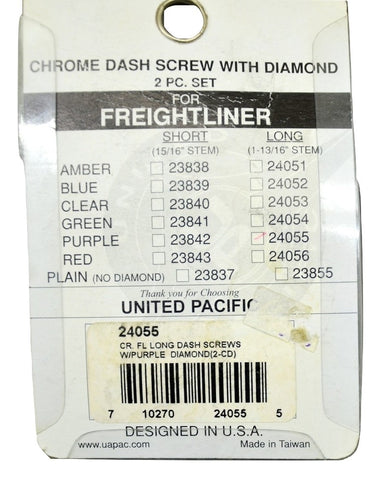 CHROME DASH SCREW WITH DIAMOND
2 PC. SET
FOR
FREIGHTLINER
SHORT LONG
(15/16" STEM) (1-13/16" STEM)
AMBER 23838 24051
BLUE 23839 24052
CLEAR 23840 24053
GREEN 23841 24054
PURPLE 23842 24055
RED 23843 24056
PLAIN (NO DIAMOND) 23837 23855
Thank you for Choosing
UNITED PACIFIC
24055
CR. FL LONG DASH SCREWS
W/PURPLE DIAMOND(2-CD)
7 10270 24055 5
DESIGNED IN U.S.A.
www.uapac.com Made in Taiwan